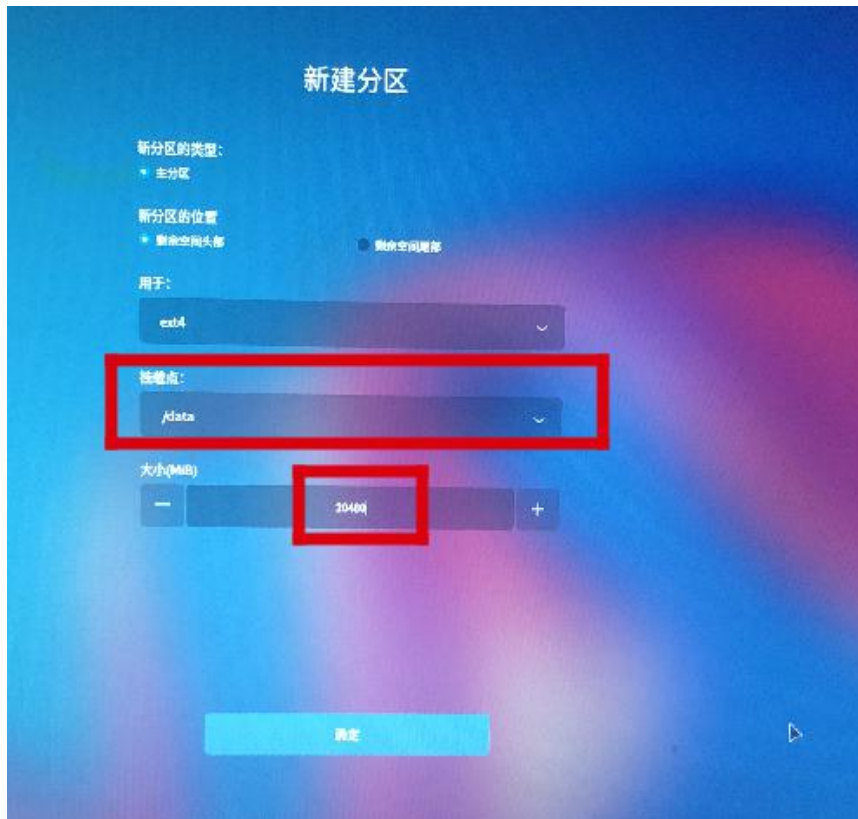 新建分区
新分区的类型：
主分区
新分区的位置
剩余空间头部 剩余空间尾部
用于：
ext4
挂载点：
/data
大小(MiB)
20480
确定